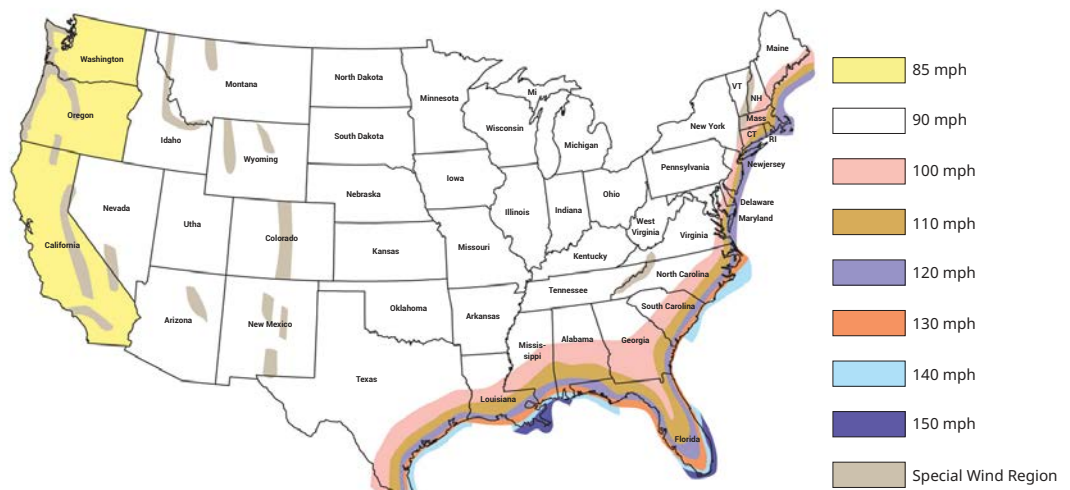 Washington
Oregon
California
Nevada
Idaho
Montana
Wyoming
Utha
Colorado
Arizona
New Mexico
North Dakota
South Dakota
Nebraska
Kansas
Oklahoma
Texas
Minnesota
Iowa
Missouri
Arkansas
Louisiana
Wisconsin
Illinois
Mi
Michigan
Indiana
Ohio
Kentucky
Tennessee
Missis-
sippi
Alabama
Georgia
Florida
South Carolina
North Carolina
Virginia
West
Virginia
Pennsylvania
New York
VT
NH
Maine
Mass
CT
RI
Newjersey
Delaware
Maryland
85 mph
90 mph
100 mph
110 mph
120 mph
130 mph
140 mph
150 mph
Special Wind Region